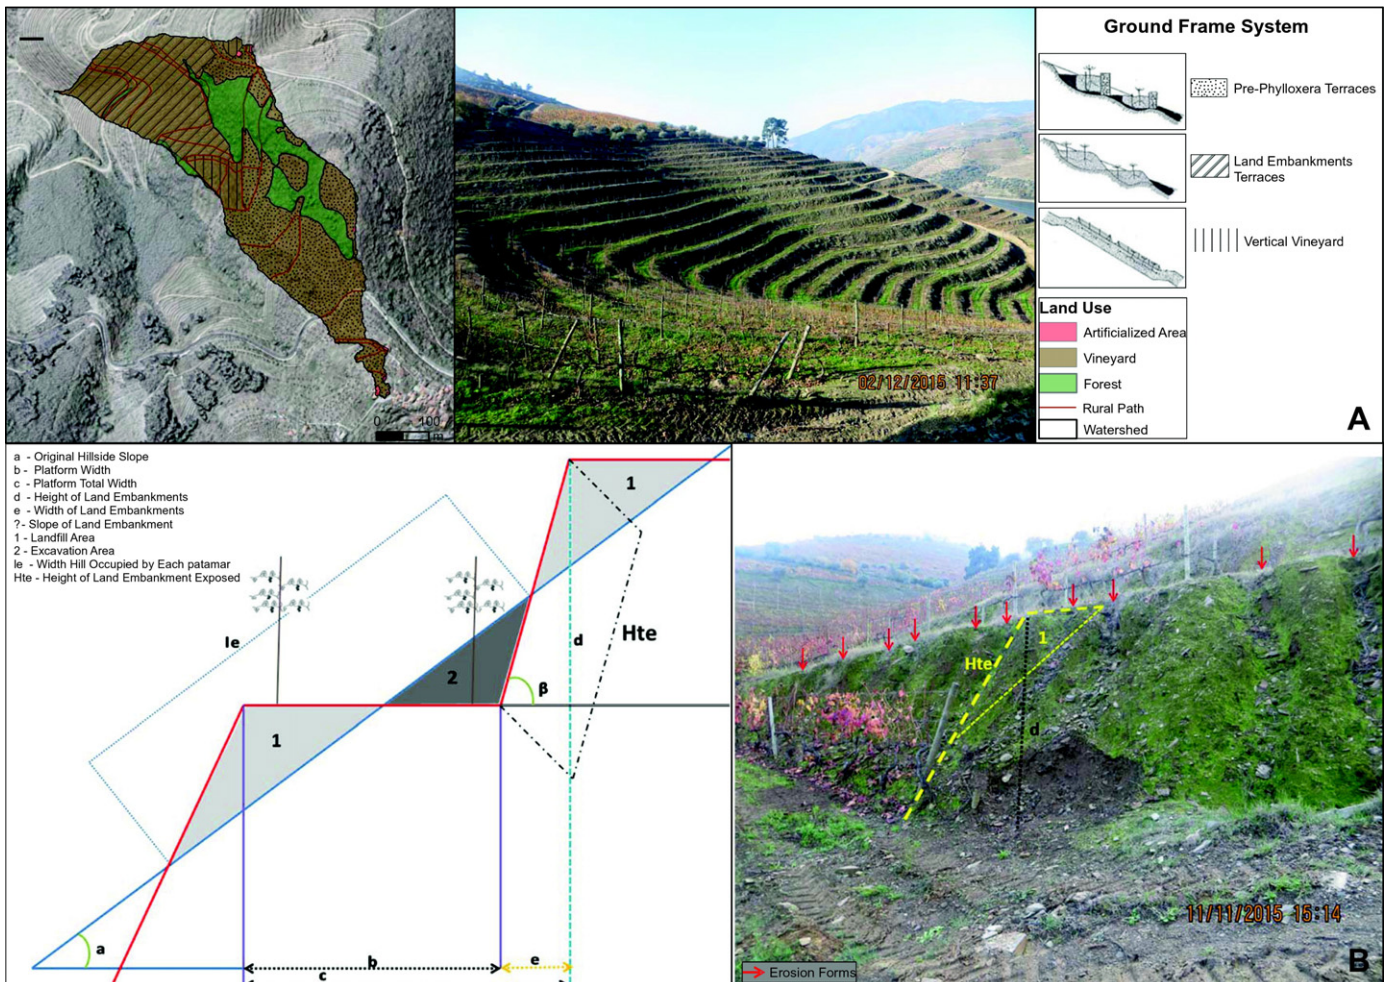 0 100
m
02/12/2015 11:37
Ground Frame System
Pre-Phylloxera Terraces
Land Embankments
Terraces
Vertical Vineyard
Land Use
Artificialized Area
Vineyard
Forest
Rural Path
Watershed
A
a - Original Hillside Slope
b - Platform Width
c - Platform Total Width
d - Height of Land Embankments
e - Width of Land Embankments
?- Slope of Land Embankment
1 - Landfill Area
2 - Excavation Area
le - Width Hill Occupied by Each patamar
Hte - Height of Land Embankment Exposed
1
le
d
Hte
2
β
1
a
b
e
c
1
Hte
d
11/11/2015 15:14
Erosion Forms
B